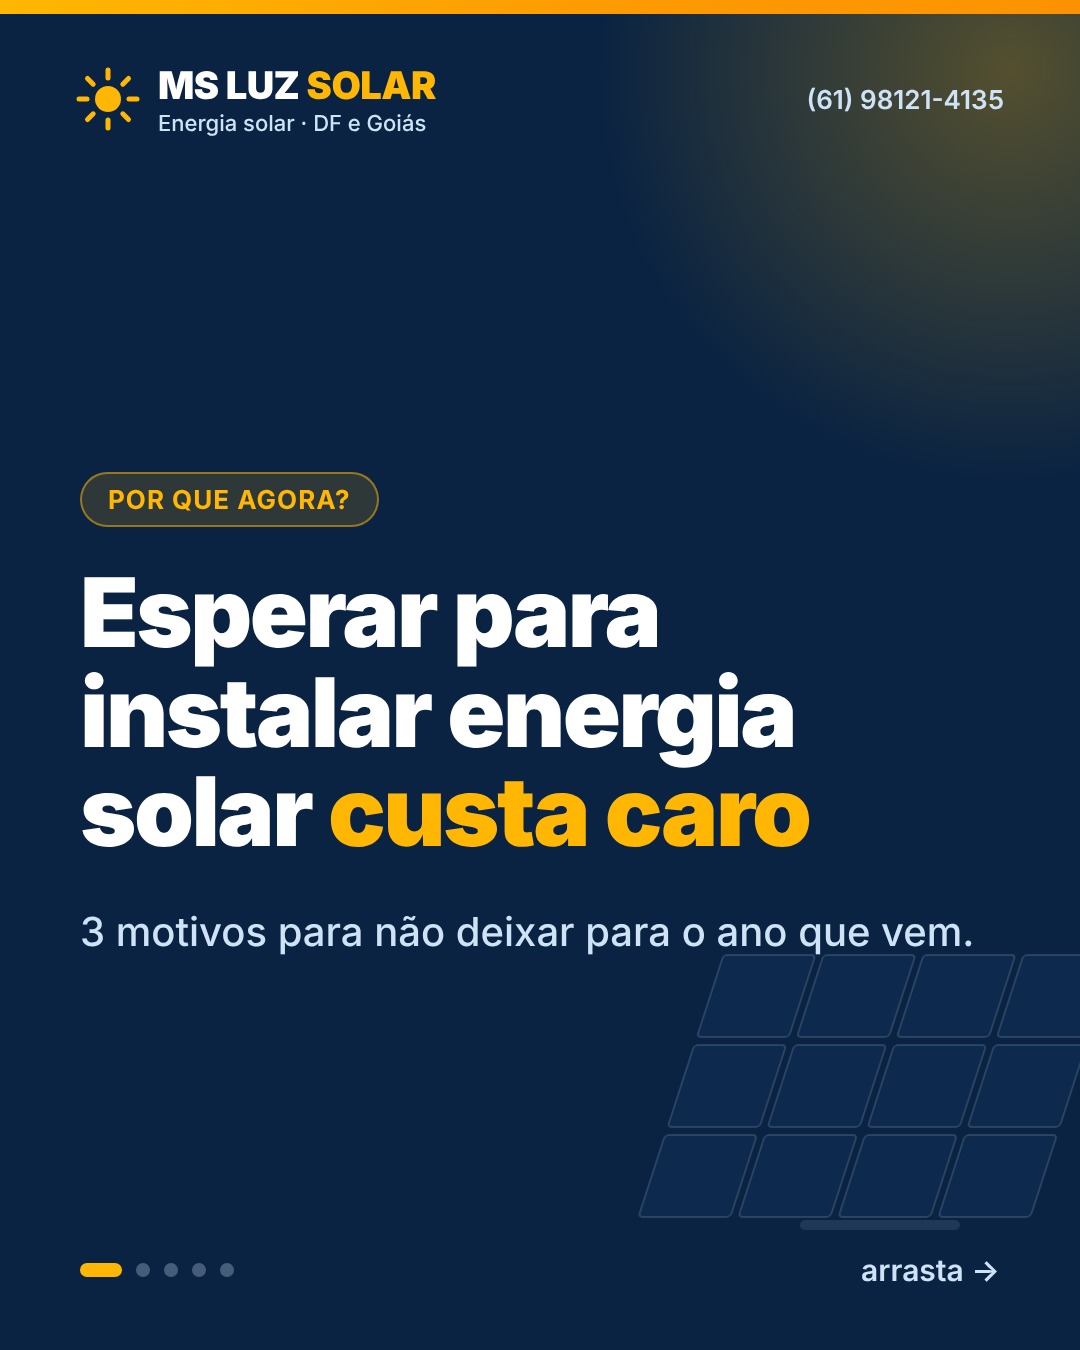 MS LUZ SOLAR
Energia solar · DF e Goiás
(61) 98121-4135
POR QUE AGORA?
Esperar para
instalar energia
solar custa caro
3 motivos para não deixar para o ano que vem.
arrasta →